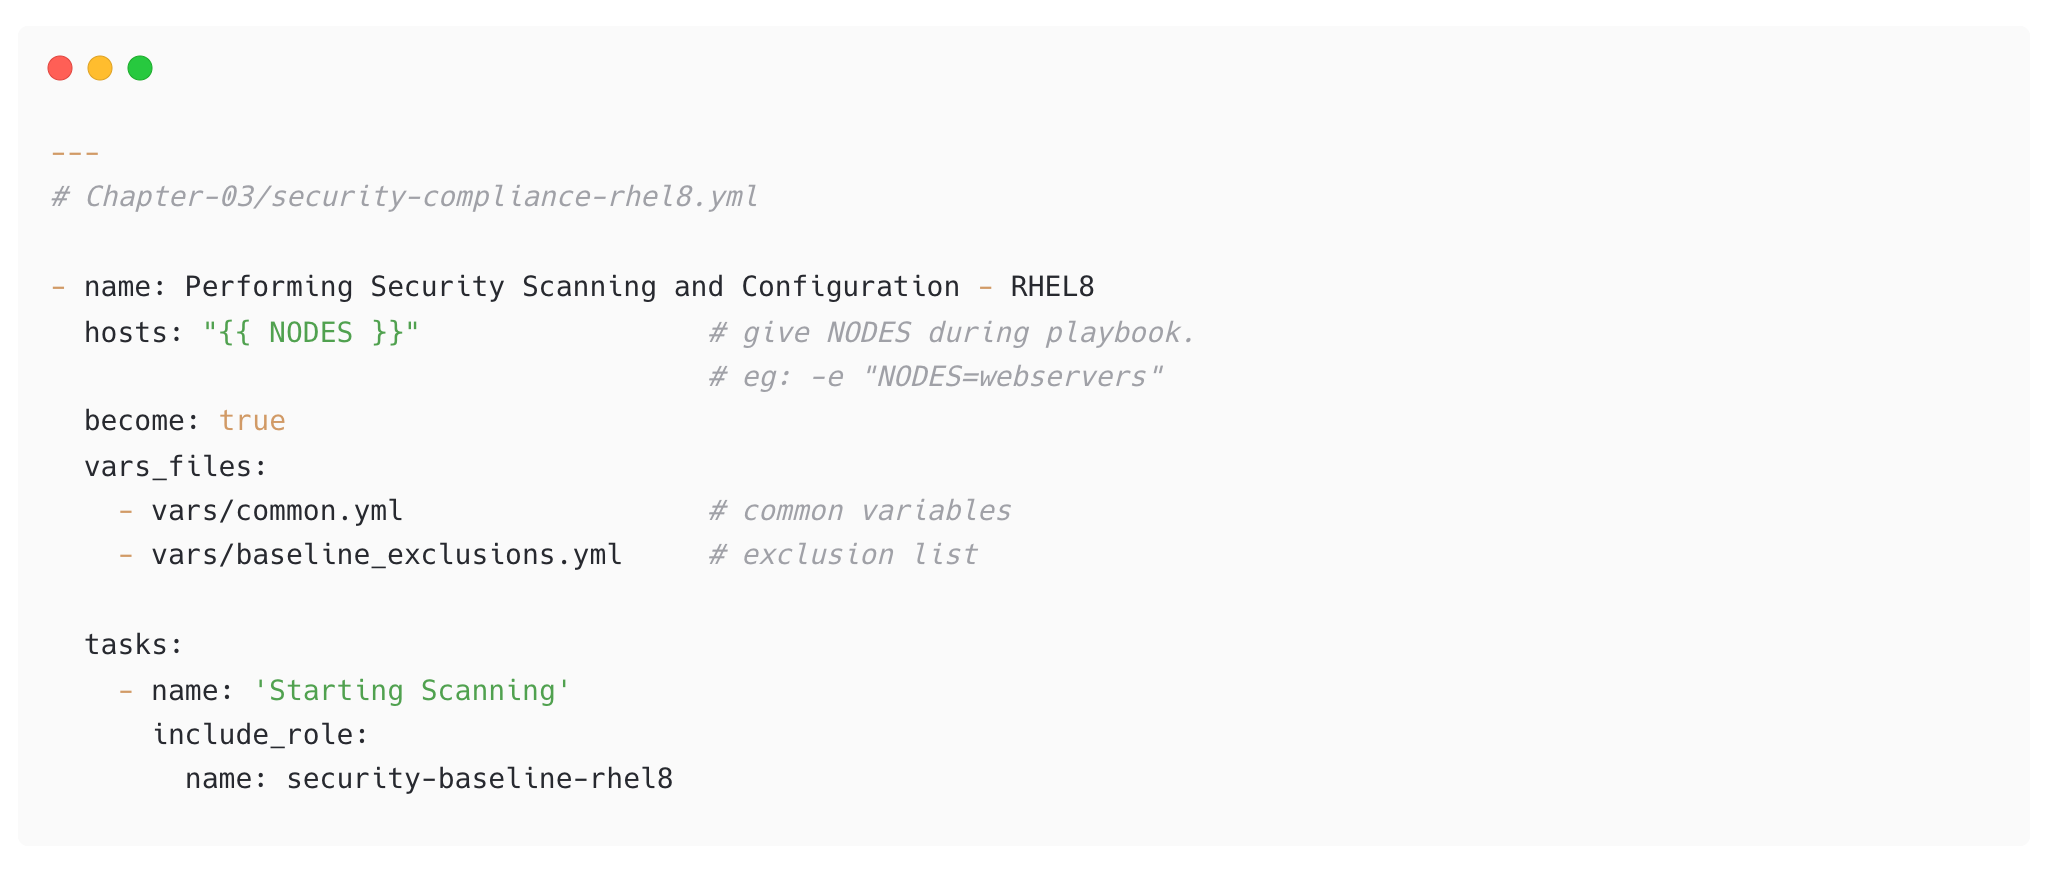 ---
# Chapter-03/security-compliance-rhel8.yml
- name: Performing Security Scanning and Configuration - RHEL8
  hosts: "{{ NODES }}"                 # give NODES during playbook.
                                       # eg: -e "NODES=webservers"
  become: true
  vars_files:
    - vars/common.yml                  # common variables
    - vars/baseline_exclusions.yml     # exclusion list
  tasks:
    - name: 'Starting Scanning'
      include_role:
        name: security-baseline-rhel8